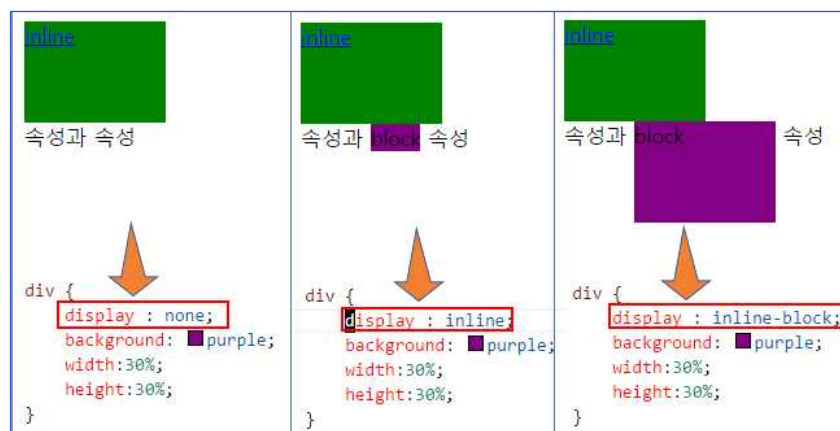 inline
속성과 속성
div {
display : none;
background: purple;
width:30%;
height:30%;
}
inline
속성과 block 속성
div {
display : inline;
background: purple;
width:30%;
height:30%;
}
inline
속성과 block 속성
div {
display : inline-block;
background: purple;
width:30%;
height:30%;
}